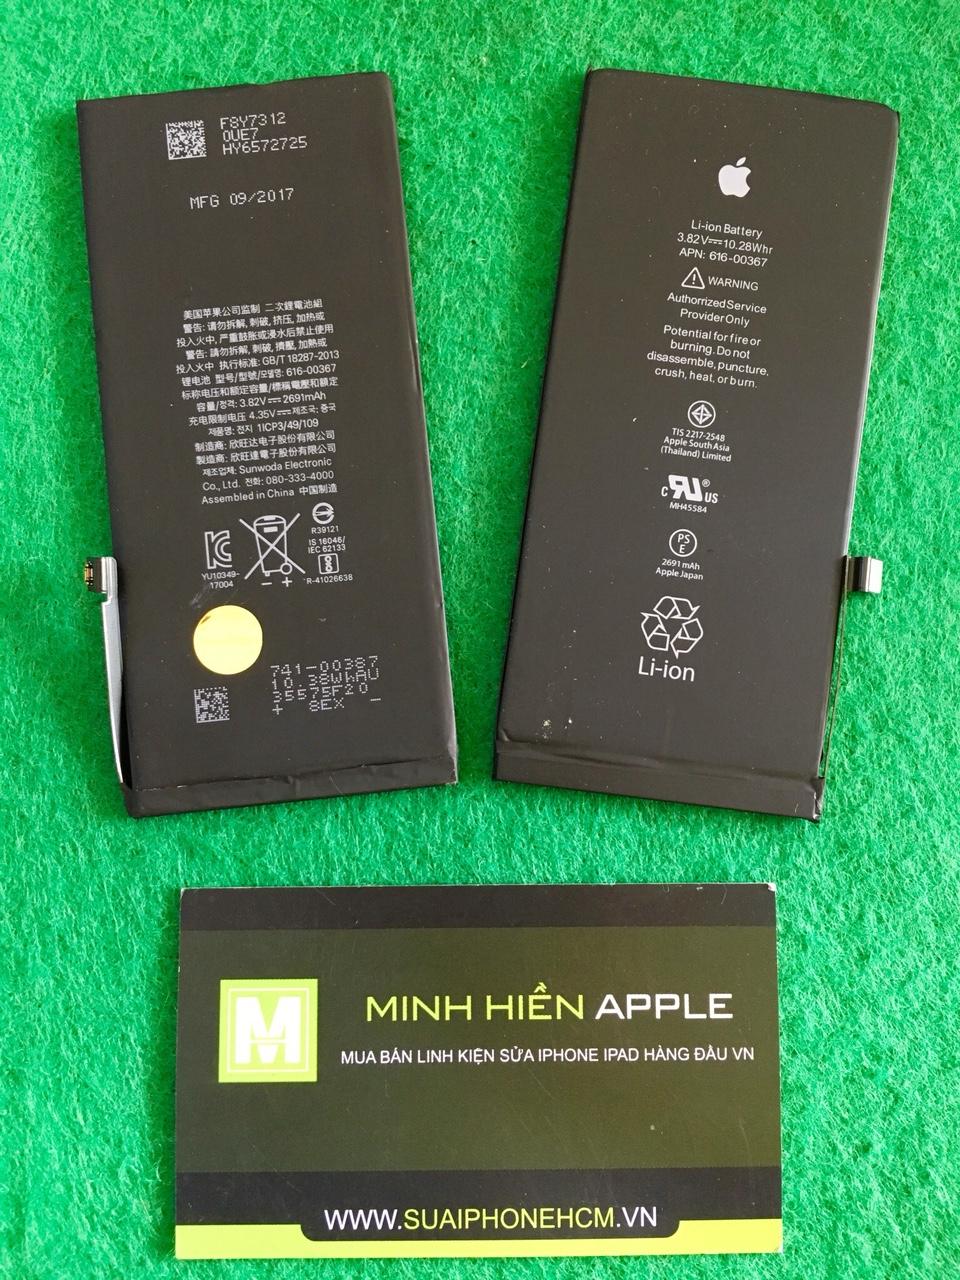 F8Y7312
0UE7
HY6572725
MFG 09/2017
美国苹果公司监制 二次鋰電池組
警告: 请勿拆解, 刺破, 挤压, 加热或
投入火中, 严重鼓胀或浸水后禁止使用
警告: 請勿拆解, 刺破, 擠壓, 加熱或
投入火中 执行标准: GB/T 18287-2013
锂电池 型号/型號/모델명: 616-00367
标称电压和额定容量/標稱電壓和額定
容量/정격: 3.82V⎓2691mAh
充电限制电压 4.35V⎓ 제조국: 중국
제품명: 전지 1ICP3/49/109
制造商: 欣旺达电子股份有限公司
製造商: 欣旺達電子股份有限公司
제조업체: Sunwoda Electronic
Co., Ltd. 전화: 080-333-4000
Assembled in China 中国制造
R39121
IS 16046/
IEC 62133
YU10349-
17004
- +
R-41026638
741-00387
10.38WhAU
35575F20
+ 8EX -
Li-ion Battery
3.82V⎓10.28Whr
APN: 616-00367
WARNING
Authorrized Service
Provider Only
Potential for fire or
burning. Do not
disassemble, puncture,
crush, heat, or burn.
TIS 2217-2548
Apple South Asia
(Thailand) Limited
c RU ® US
MH45584
PS
E
2691 mAh
Apple Japan
Li-ion
M
MINH HIỀN APPLE
MUA BÁN LINH KIỆN SỬA IPHONE IPAD HÀNG ĐẦU VN
WWW.SUAIPHONEHCM.VN